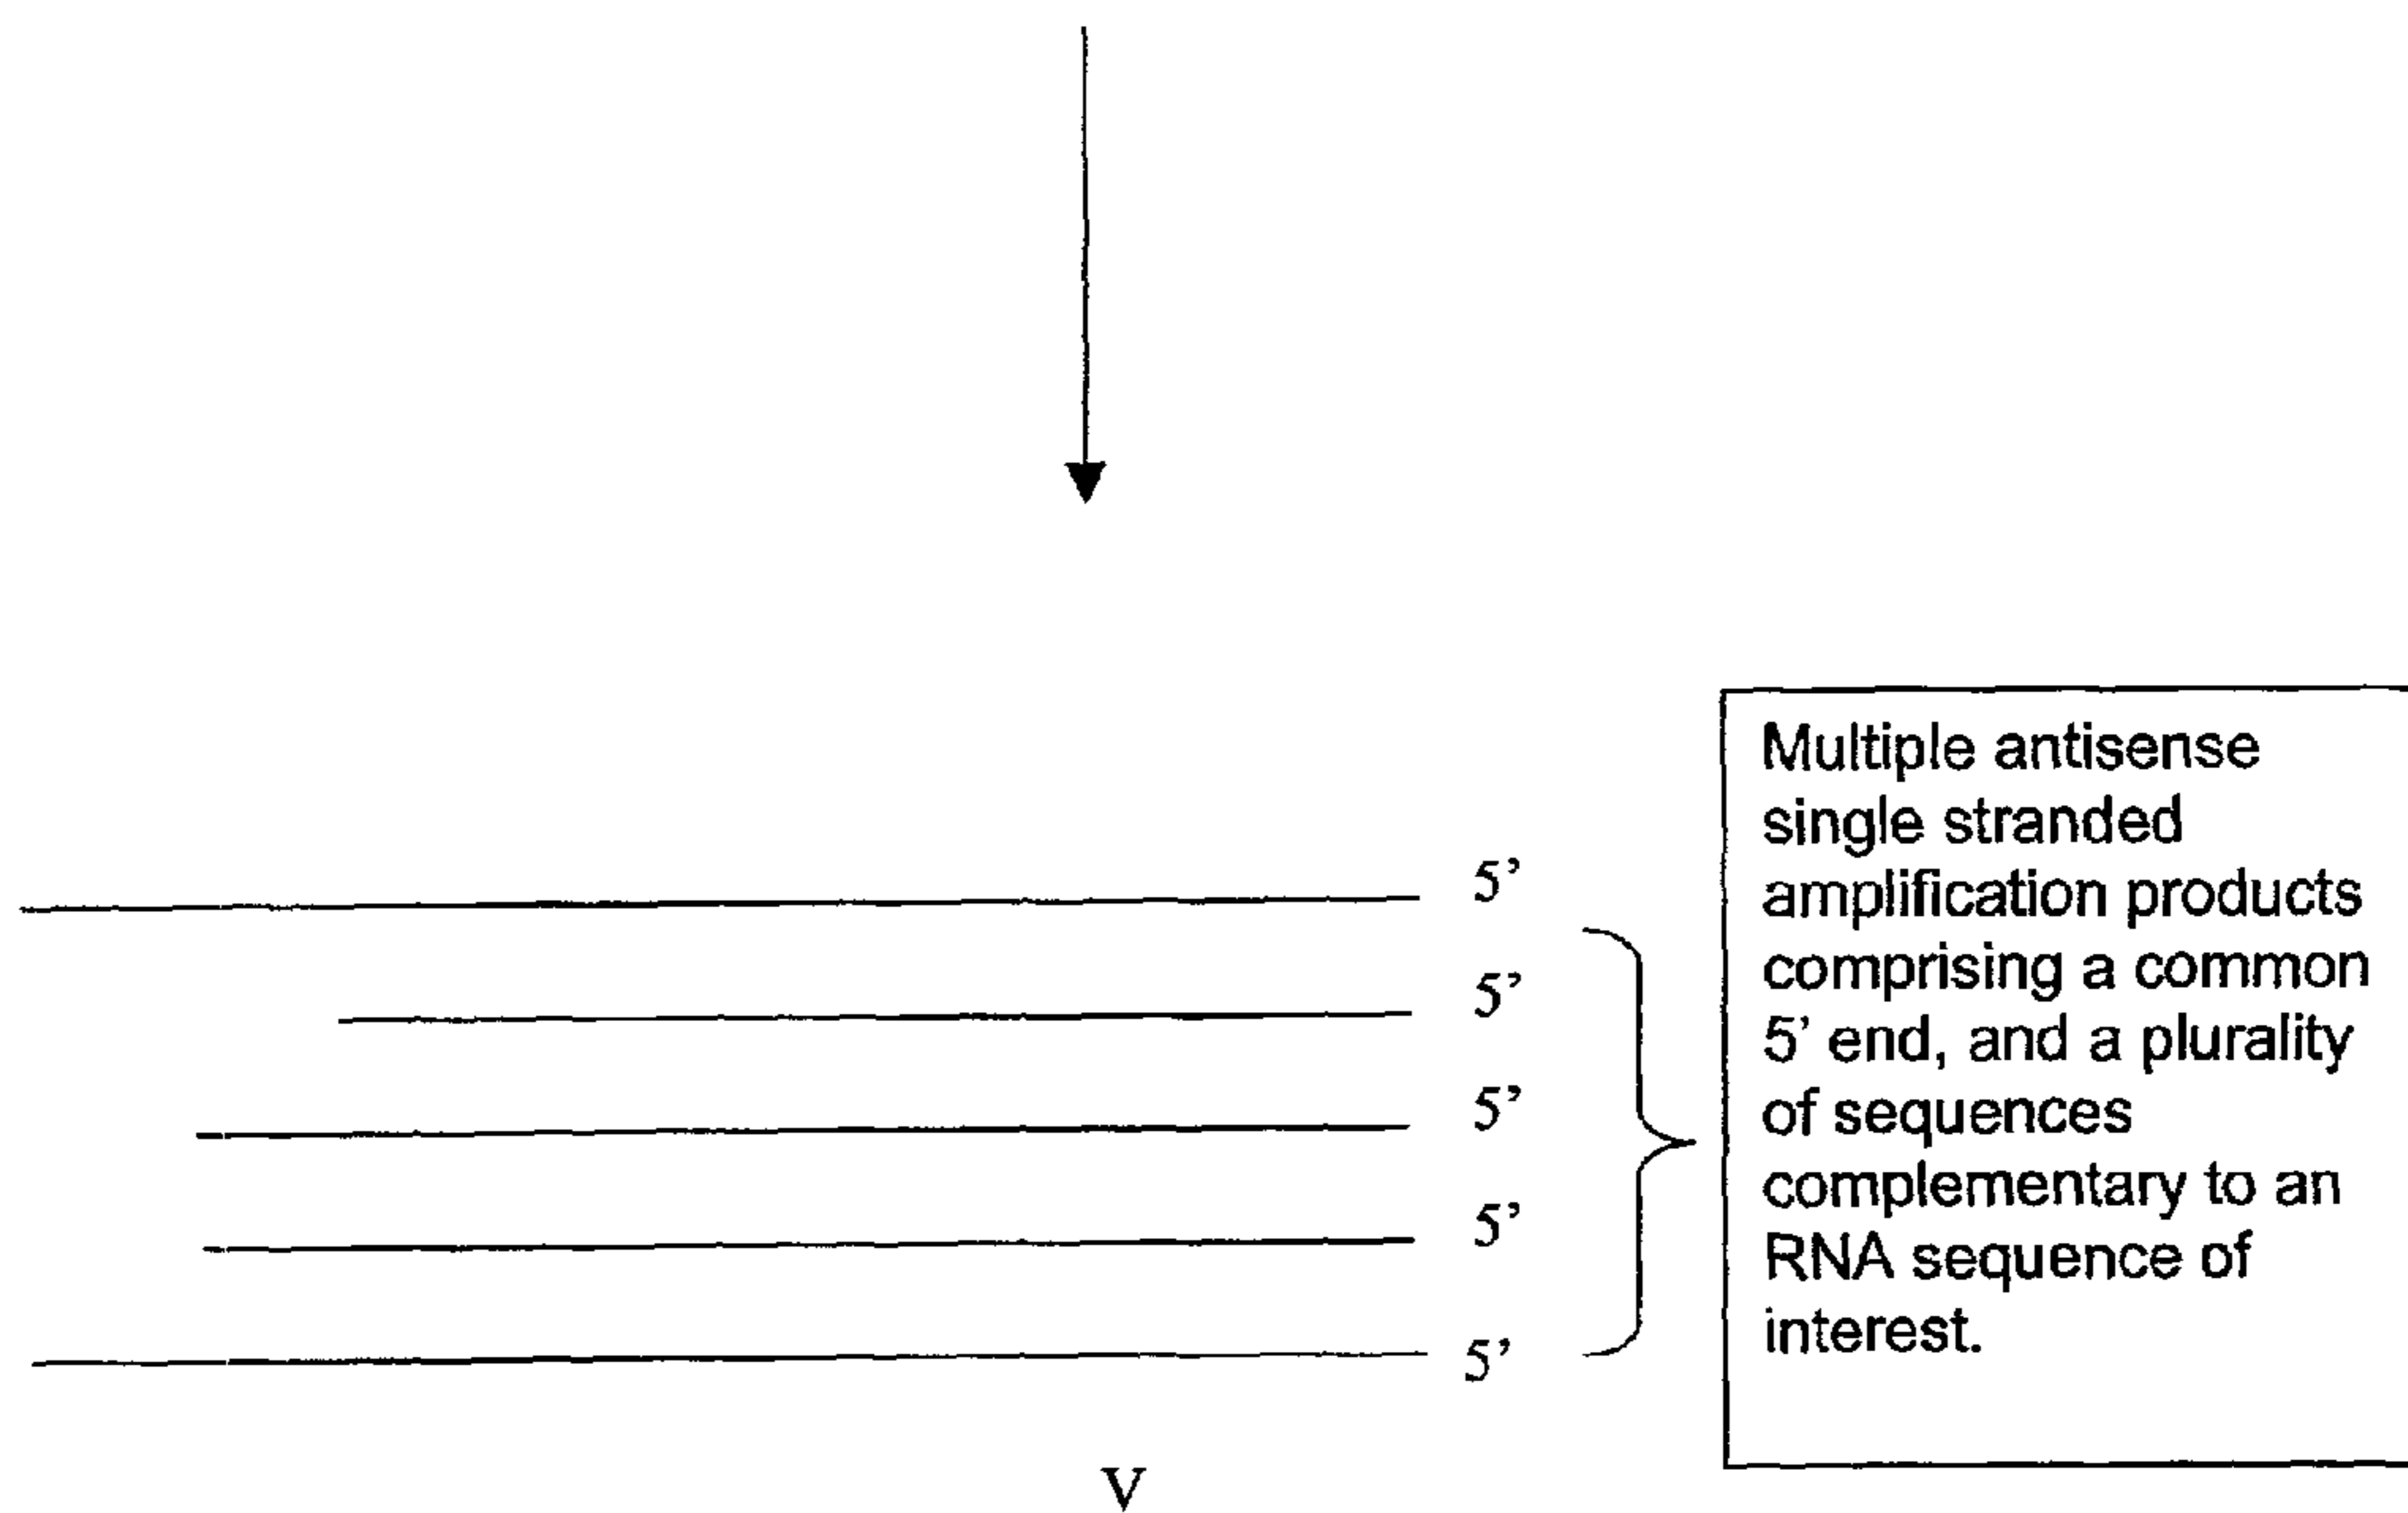 5’
5’
5’
5’
5’
Multiple antisense
single stranded
amplification products
comprising a common
5’ end, and a plurality
of sequences
complementary to an
RNA sequence of
interest.
V